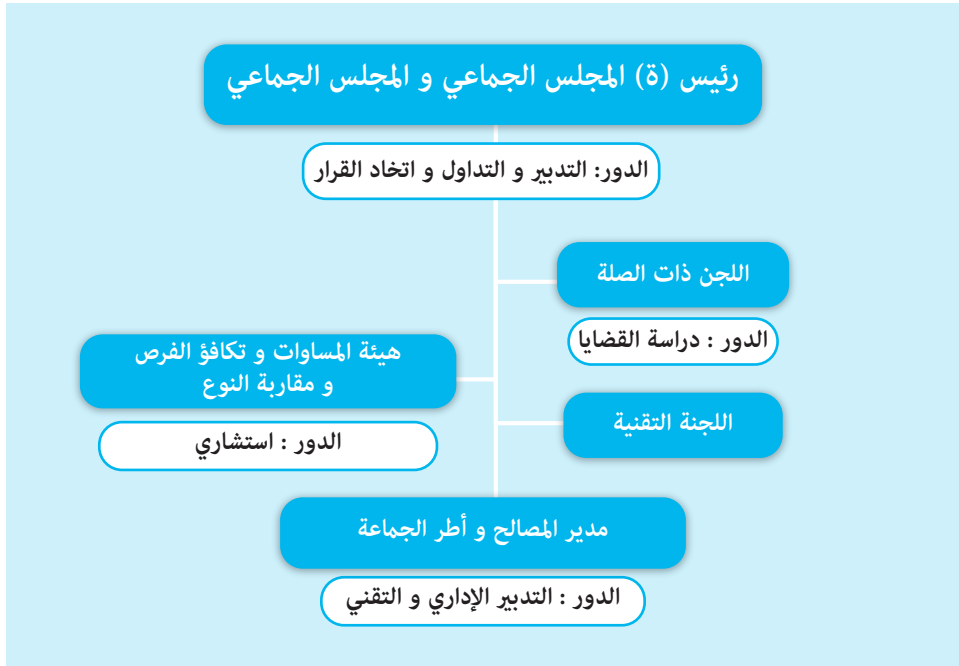 رئيس (ة) المجلس الجماعي و المجلس الجماعي
الدور: التدبير و التداول و اتخاد القرار
اللجن ذات الصلة
الدور : دراسة القضايا
هيئة المساوات و تكافؤ الفرص
و مقاربة النوع
الدور : استشاري
اللجنة التقنية
مدير المصالح و أطر الجماعة
الدور : التدبير الإداري و التقني